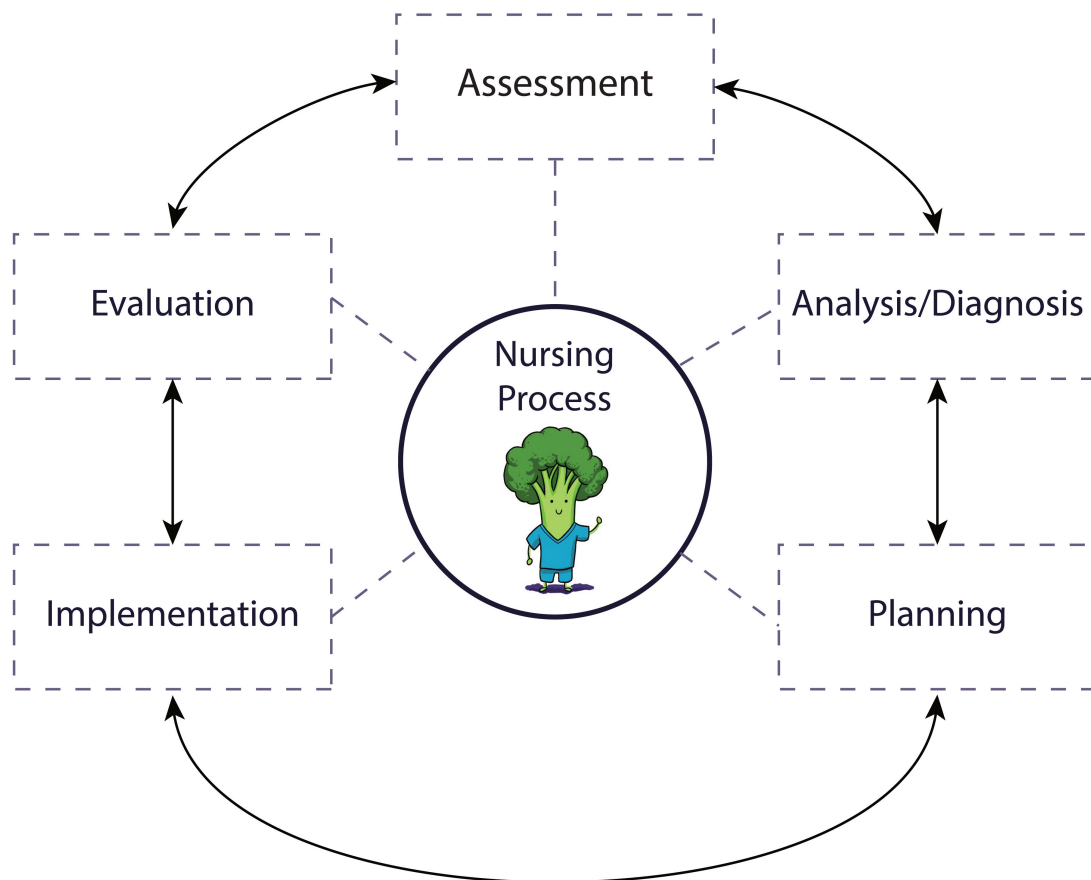 Assessment
Evaluation
Analysis/Diagnosis
Nursing
Process
Implementation
Planning